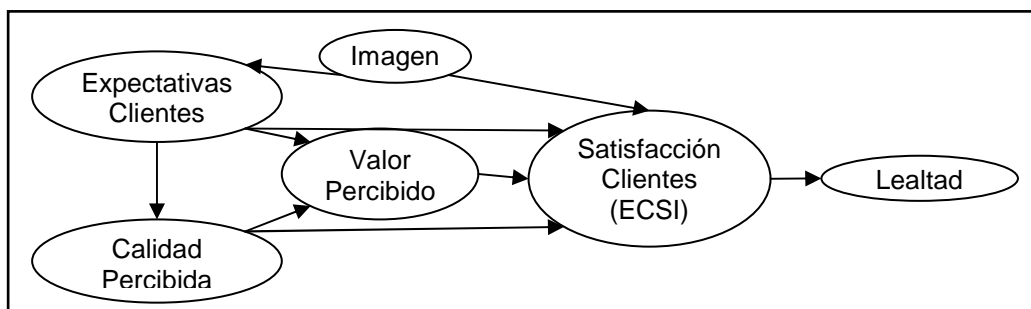 Imagen
Expectativas
Clientes
Valor
Percibido
Satisfacción
Clientes
(ECSI)
Lealtad
Calidad
Percibida